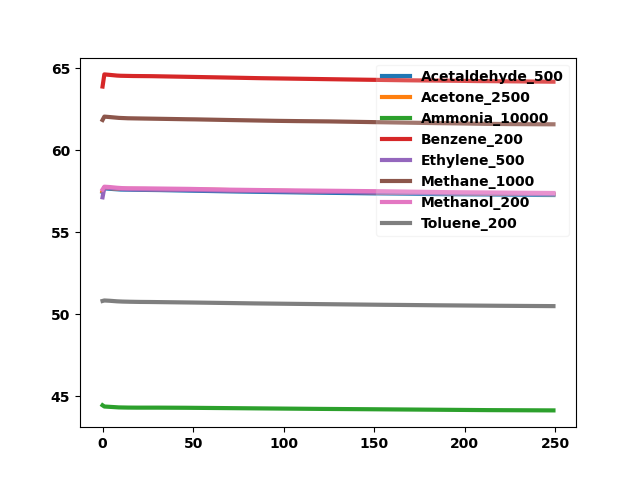 65
60
55
50
45
0
50
100
150
200
250
Acetaldehyde_500
Acetone_2500
Ammonia_10000
Benzene_200
Ethylene_500
Methane_1000
Methanol_200
Toluene_200